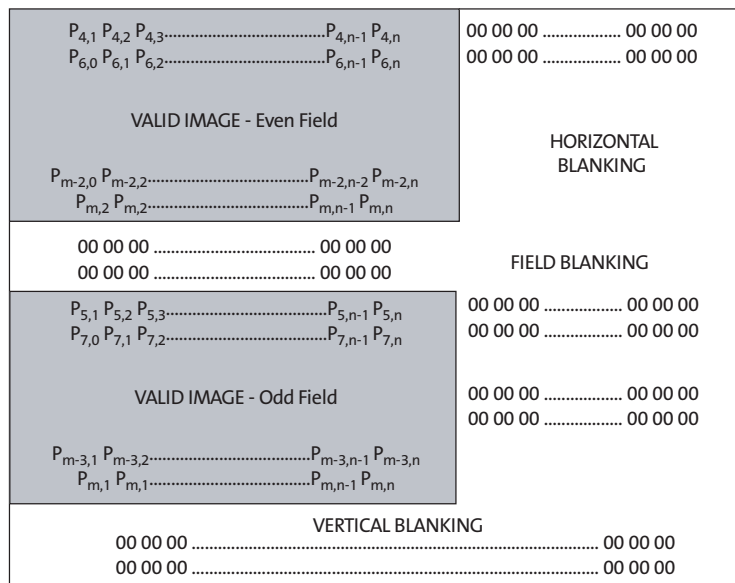 P4,1 P4,2 P4,3.....................................P4,n-1 P4,n 00 00 00 .................. 00 00 00
P6,0 P6,1 P6,2.....................................P6,n-1 P6,n 00 00 00 .................. 00 00 00
VALID IMAGE - Even Field
HORIZONTAL
BLANKING
Pm-2,0 Pm-2,2.....................................Pm-2,n-2 Pm-2,n
Pm,2 Pm,2.....................................Pm,n-1 Pm,n
00 00 00 ..................................... 00 00 00
00 00 00 ..................................... 00 00 00
FIELD BLANKING
P5,1 P5,2 P5,3.....................................P5,n-1 P5,n 00 00 00 .................. 00 00 00
P7,0 P7,1 P7,2.....................................P7,n-1 P7,n 00 00 00 .................. 00 00 00
VALID IMAGE - Odd Field
00 00 00 .................. 00 00 00
00 00 00 .................. 00 00 00
Pm-3,1 Pm-3,2.....................................Pm-3,n-1 Pm-3,n
Pm,1 Pm,1.....................................Pm,n-1 Pm,n
VERTICAL BLANKING
00 00 00 ............................................................................................... 00 00 00
00 00 00 ............................................................................................... 00 00 00